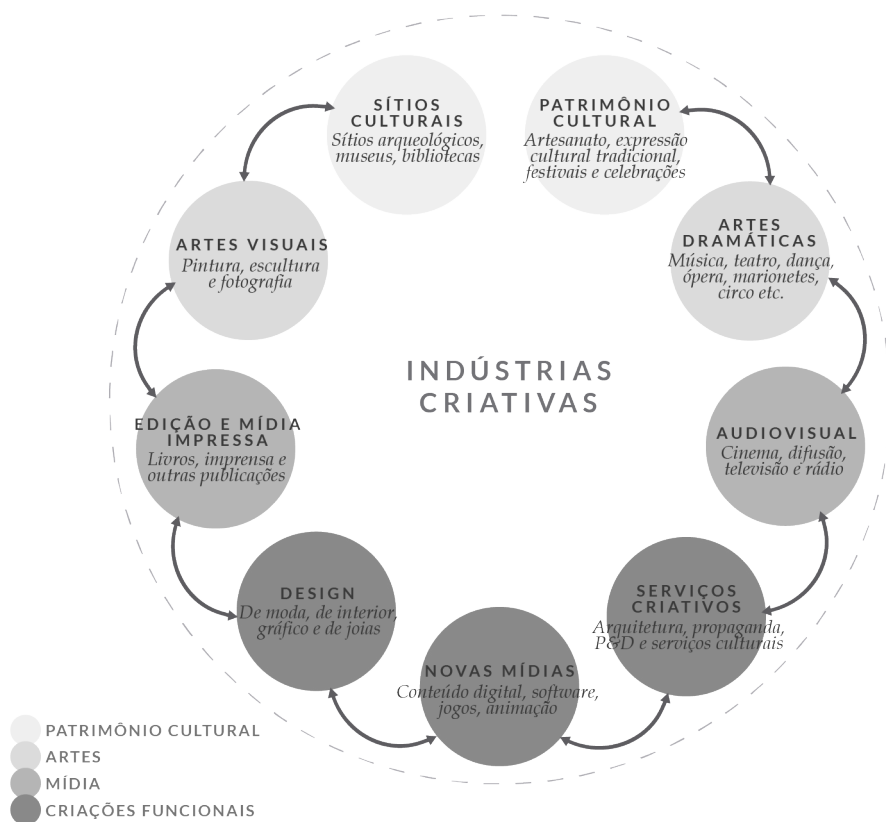 SÍTIOS
CULTURAIS
Sítios arqueológicos,
museus, bibliotecas
PATRIMÔNIO
CULTURAL
Artesanato, expressão
cultural tradicional,
festivais e celebrações
ARTES VISUAIS
Pintura, escultura
e fotografia
ARTES
DRAMÁTICAS
Música, teatro, dança,
ópera, marionetes,
circo etc.
INDÚSTRIAS
CRIATIVAS
EDIÇÃO E MÍDIA
IMPRESSA
Livros, imprensa e
outras publicações
AUDIOVISUAL
Cinema, difusão,
televisão e rádio
DESIGN
De moda, de interior,
gráfico e de joias
SERVIÇOS
CRIATIVOS
Arquitetura, propaganda,
P&D e serviços culturais
NOVAS MÍDIAS
Conteúdo digital, software,
jogos, animação
PATRIMÔNIO CULTURAL
ARTES
MÍDIA
CRIAÇÕES FUNCIONAIS